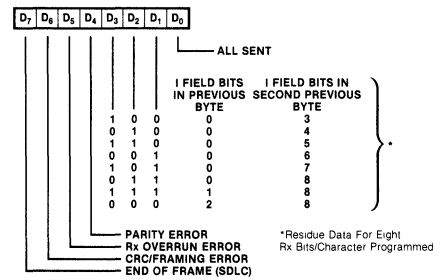 D7 D6 D5 D4 D3 D2 D1 D0
ALL SENT
I FIELD BITS IN PREVIOUS BYTE
I FIELD BITS IN SECOND PREVIOUS BYTE
1 0 0 0 3
0 1 0 0 4
1 1 0 0 5
0 0 1 0 6
1 0 1 0 7
0 1 1 0 8
1 1 1 1 8
0 0 0 2 8
*
PARITY ERROR
Rx OVERRUN ERROR
CRC/FRAMING ERROR
END OF FRAME (SDLC)
*Residue Data For Eight
Rx Bits/Character Programmed